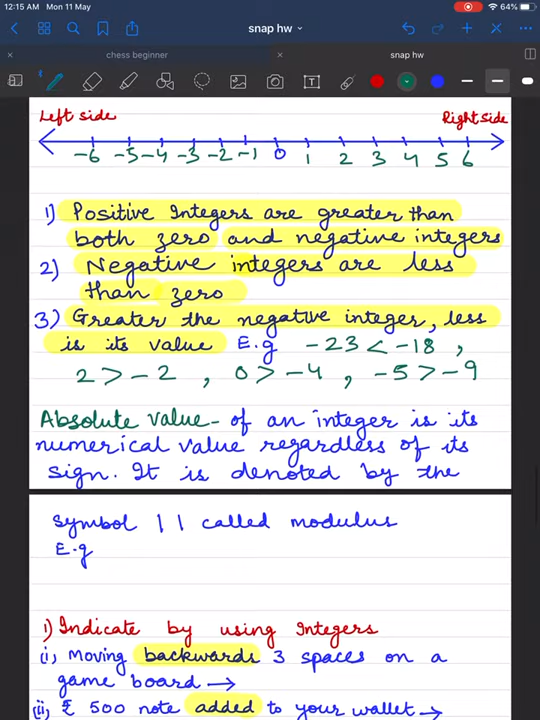 12:15 AM Mon 11 May
64%
snap hw
chess beginner
snap hw
Left side
Right side
-6 -5 -4 -3 -2 -1 0 1 2 3 4 5 6
1) Positive Integers are greater than
both zero and negative integers
2) Negative integers are less
than zero
3) Greater the negative integer, less
is its value E.g -23 < -18 ,
2 > -2 , 0 > -4 , -5 > -9
Absolute value - of an integer is its
numerical value regardless of its
sign. It is denoted by the
symbol | | called modulus
E.g
1) Indicate by using Integers
(i) Moving backwards 3 spaces on a
game board →
(ii) ₹ 500 note added to your wallet →